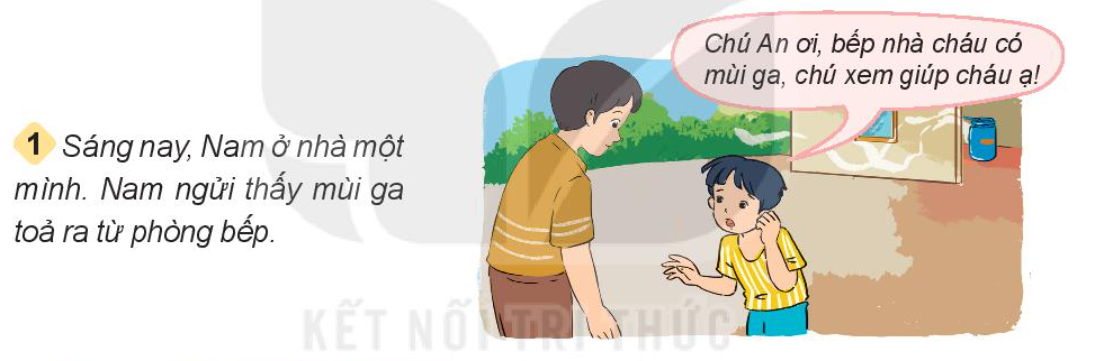 Chú An ơi, bếp nhà cháu có
mùi ga, chú xem giúp cháu ạ!
1 Sáng nay, Nam ở nhà một
mình. Nam ngửi thấy mùi ga
toả ra từ phòng bếp.
KẾT NỐI TRI THỨC